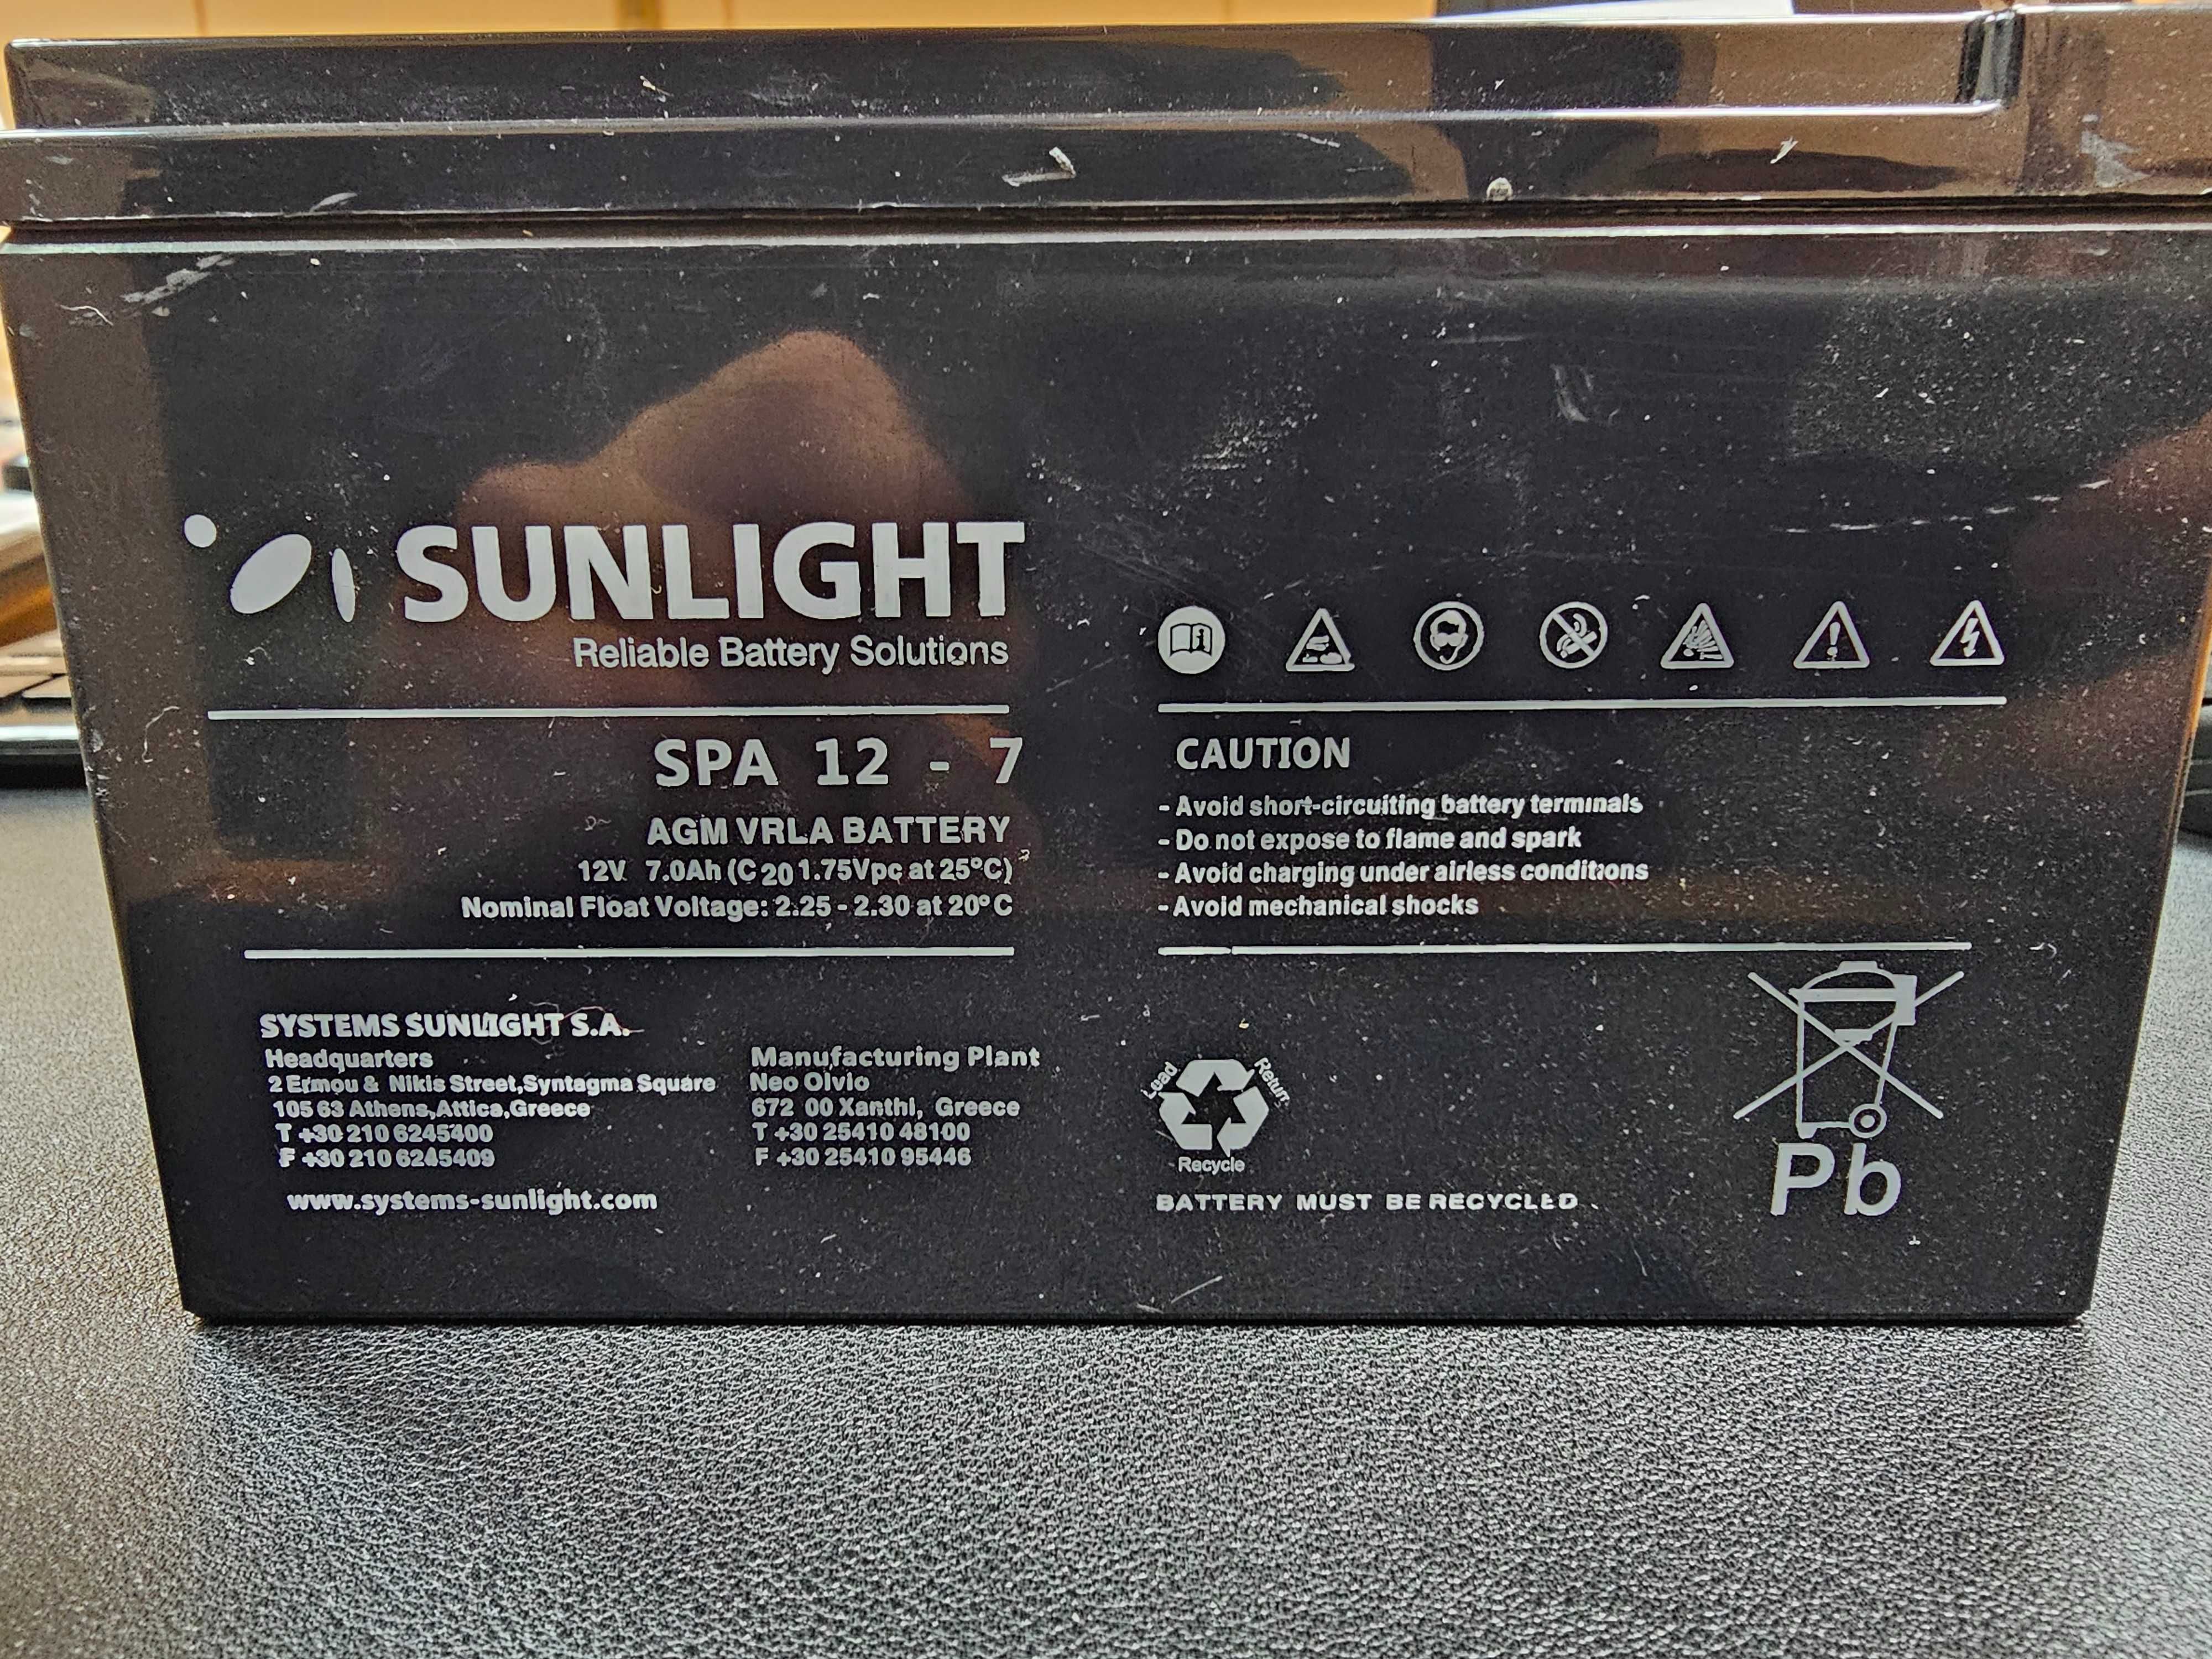 SUNLIGHT
Reliable Battery Solutions
SPA 12 - 7
AGM VRLA BATTERY
12V 7.0Ah (C20 1.75Vpc at 25°C)
Nominal Float Voltage: 2.25 - 2.30 at 20°C
SYSTEMS SUNLIGHT S.A.
Headquarters
2 Ermou & Nikis Street,Syntagma Square
105 63 Athens,Attica,Greece
T +30 210 6245400
F +30 210 6245409
www.systems-sunlight.com
Manufacturing Plant
Neo Olvio
672 00 Xanthi, Greece
T +30 25410 48100
F +30 25410 95446
CAUTION
- Avoid short-circuiting battery terminals
- Do not expose to flame and spark
- Avoid charging under airless conditions
- Avoid mechanical shocks
Lead
Return
Recycle
BATTERY MUST BE RECYCLED
Pb